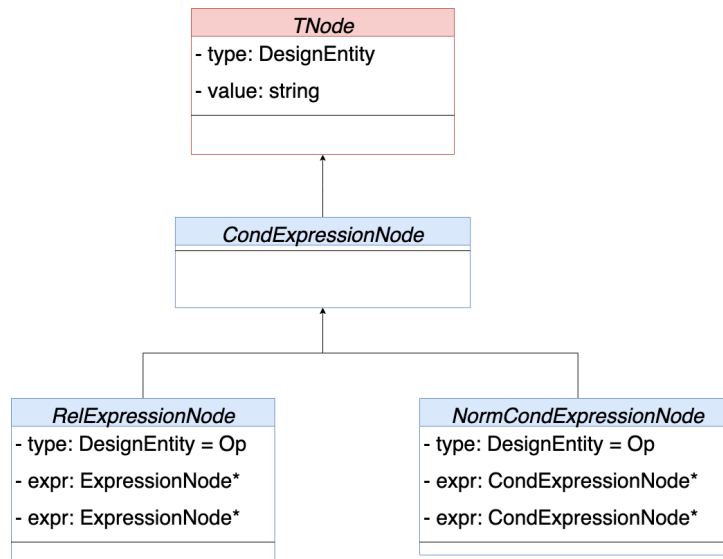 TNode
- type: DesignEntity
- value: string
CondExpressionNode
RelExpressionNode
- type: DesignEntity = Op
- expr: ExpressionNode*
- expr: ExpressionNode*
NormCondExpressionNode
- type: DesignEntity = Op
- expr: CondExpressionNode*
- expr: CondExpressionNode*